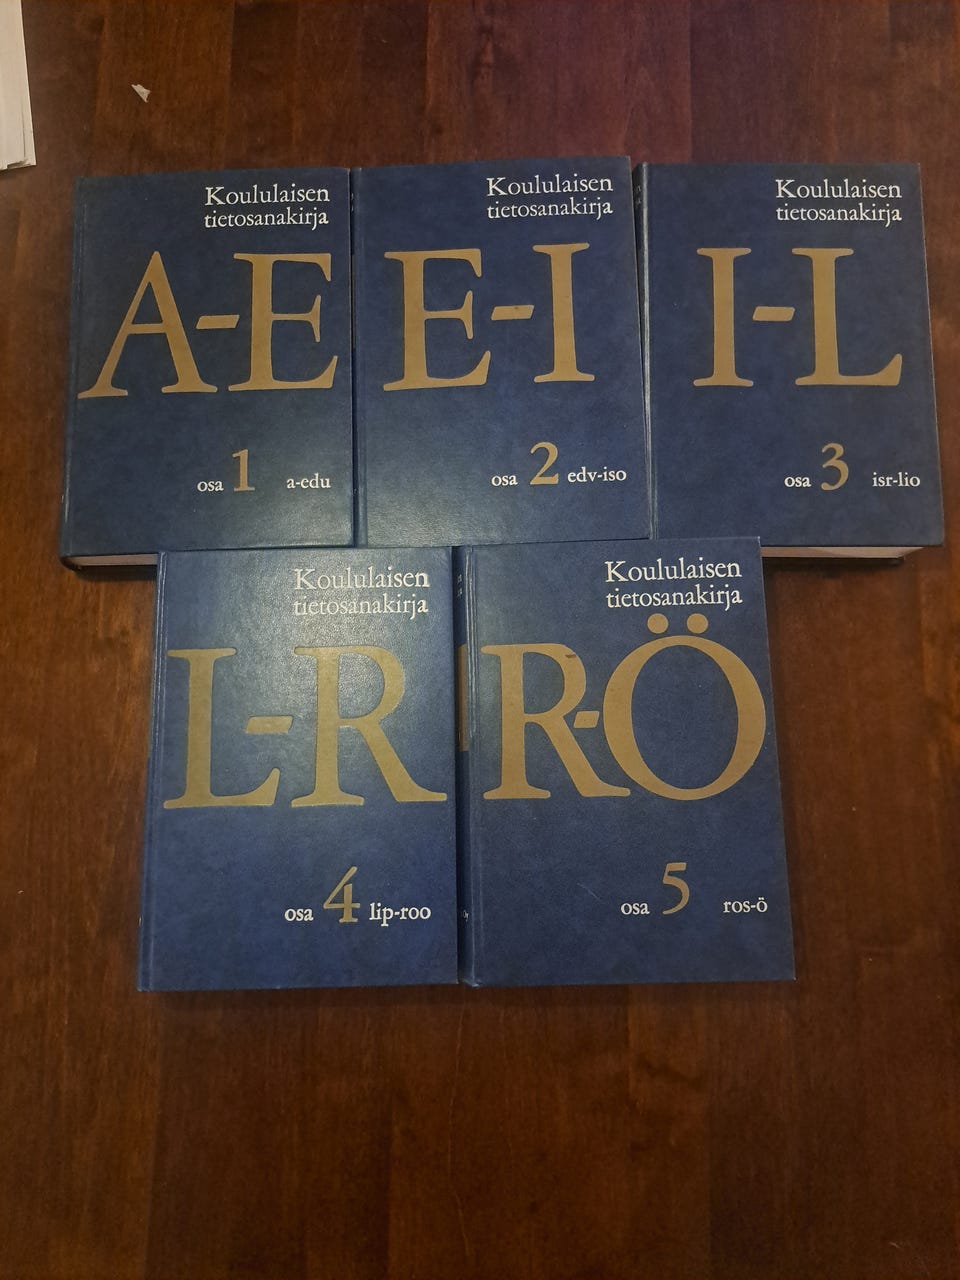 Koululaisen
tietosanakirja
A-E
osa 1 a-edu
Koululaisen
tietosanakirja
E-I
osa 2 edv-iso
Koululaisen
tietosanakirja
I-L
osa 3 isr-lio
Koululaisen
tietosanakirja
L-R
osa 4 lip-roo
Koululaisen
tietosanakirja
R-Ö
osa 5 ros-ö